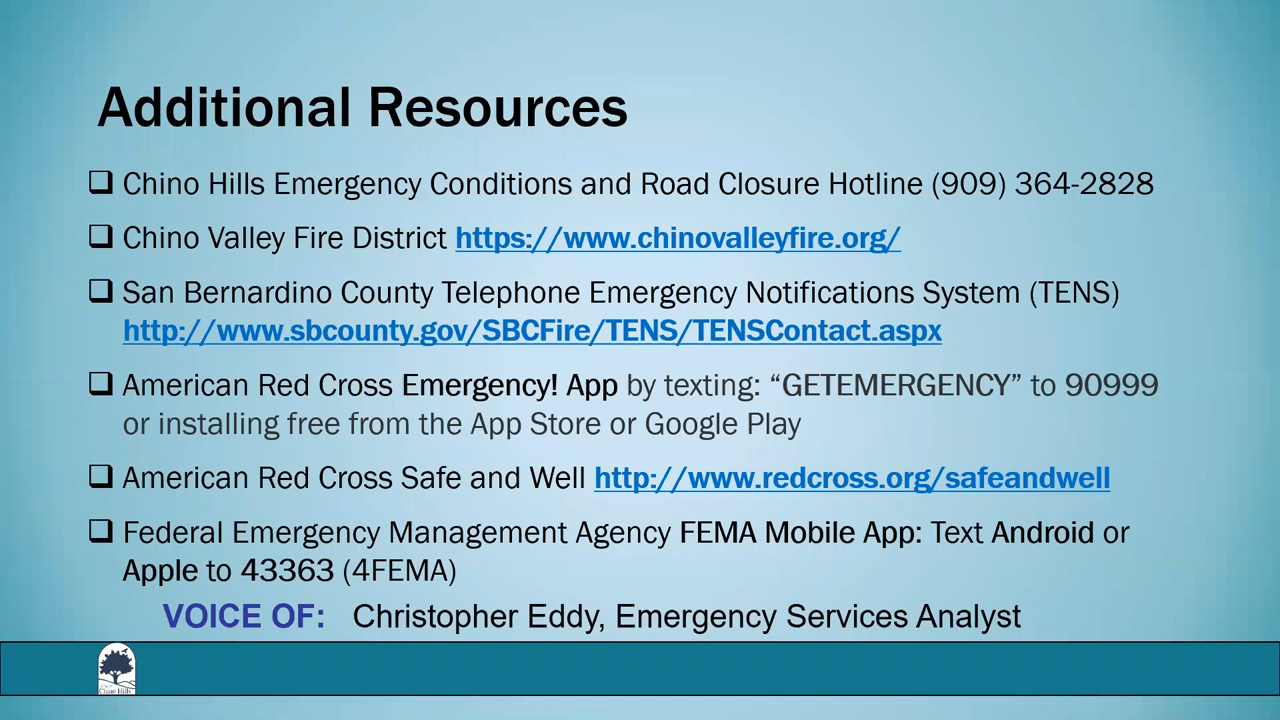 Additional Resources
❑ Chino Hills Emergency Conditions and Road Closure Hotline (909) 364-2828
❑ Chino Valley Fire District https://www.chinovalleyfire.org/
❑ San Bernardino County Telephone Emergency Notifications System (TENS)
http://www.sbcounty.gov/SBCFire/TENS/TENSContact.aspx
❑ American Red Cross Emergency! App by texting: “GETEMERGENCY” to 90999
or installing free from the App Store or Google Play
❑ American Red Cross Safe and Well http://www.redcross.org/safeandwell
❑ Federal Emergency Management Agency FEMA Mobile App: Text Android or
Apple to 43363 (4FEMA)
VOICE OF: Christopher Eddy, Emergency Services Analyst
Chino Hills